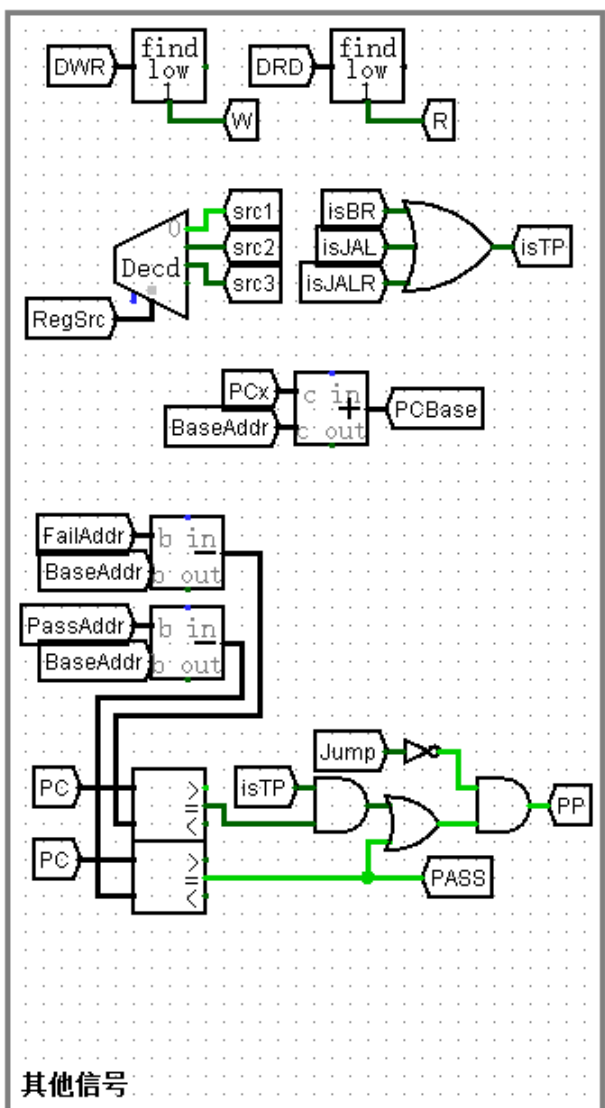 DWR
find
low
W
DRD
find
low
R
0
Decd
src1
src2
src3
RegSrc
isBR
isJAL
isJALR
isTP
PCx
BaseAddr
c in
+
c out
PCBase
FailAddr
BaseAddr
b in
−
b out
PassAddr
BaseAddr
b in
−
b out
Jump
PC
>
=
<
isTP
PP
PC
>
=
<
PASS
其他信号